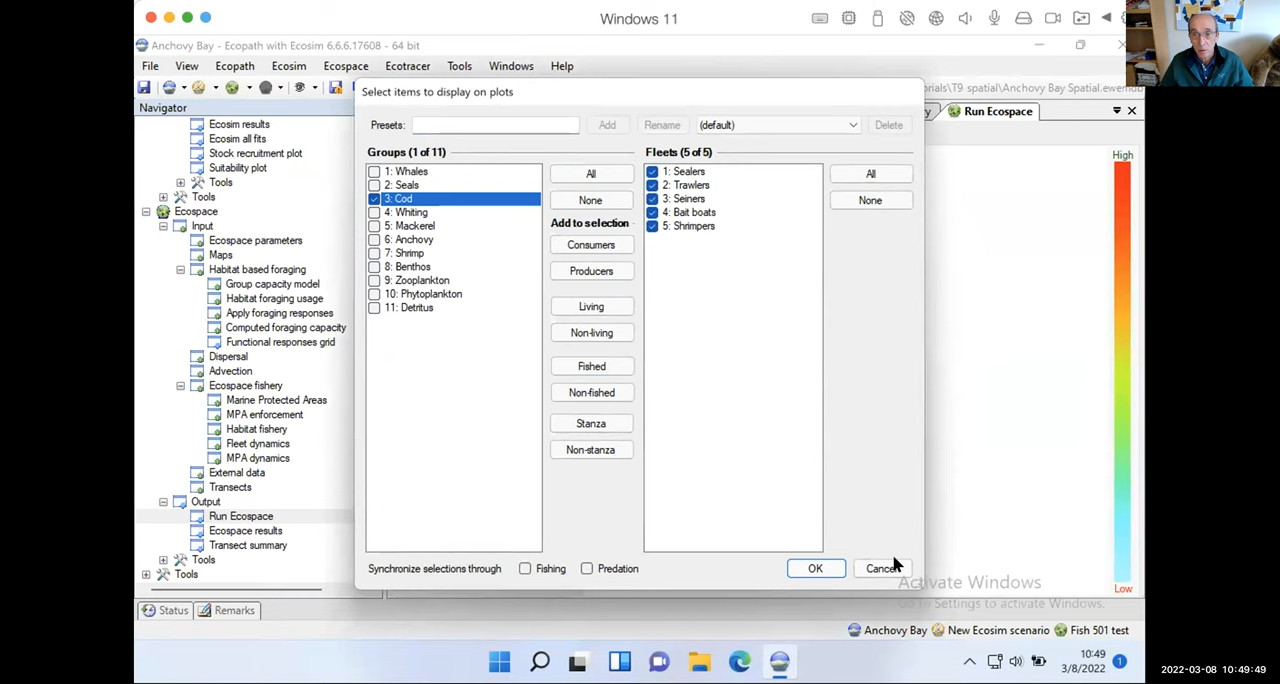 Windows 11
Anchovy Bay - Ecopath with Ecosim 6.6.6.17608 - 64 bit
File View Ecopath Ecosim Ecospace Ecotracer Tools Windows Help
Navigator
Ecosim results
Ecosim all fits
Stock recruitment plot
Suitability plot
Tools
Tools
Ecospace
Input
Ecospace parameters
Maps
Habitat based foraging
Group capacity model
Habitat foraging usage
Apply foraging responses
Computed foraging capacity
Functional responses grid
Dispersal
Advection
Ecospace fishery
Marine Protected Areas
MPA enforcement
Habitat fishery
Fleet dynamics
MPA dynamics
External data
Transects
Output
Run Ecospace
Ecospace results
Transect summary
Tools
Tools
Status Remarks
Select items to display on plots
Presets: Add Rename (default) Delete
Groups (1 of 11)
1: Whales
2: Seals
3: Cod
4: Whiting
5: Mackerel
6: Anchovy
7: Shrimp
8: Benthos
9: Zooplankton
10: Phytoplankton
11: Detritus
All
None
Add to selection
Consumers
Producers
Living
Non-living
Fished
Non-fished
Stanza
Non-stanza
Fleets (5 of 5)
1: Sealers
2: Trawlers
3: Seiners
4: Bait boats
5: Shrimpers
All
None
Synchronize selections through Fishing Predation OK Cancel
T9 spatial\Anchovy Bay Spatial.ewemdb
Run Ecospace
High
Low
Activate Windows
Go to Settings to activate Windows.
Anchovy Bay New Ecosim scenario Fish 501 test
10:49
3/8/2022
1
2022-03-08 10:49:49